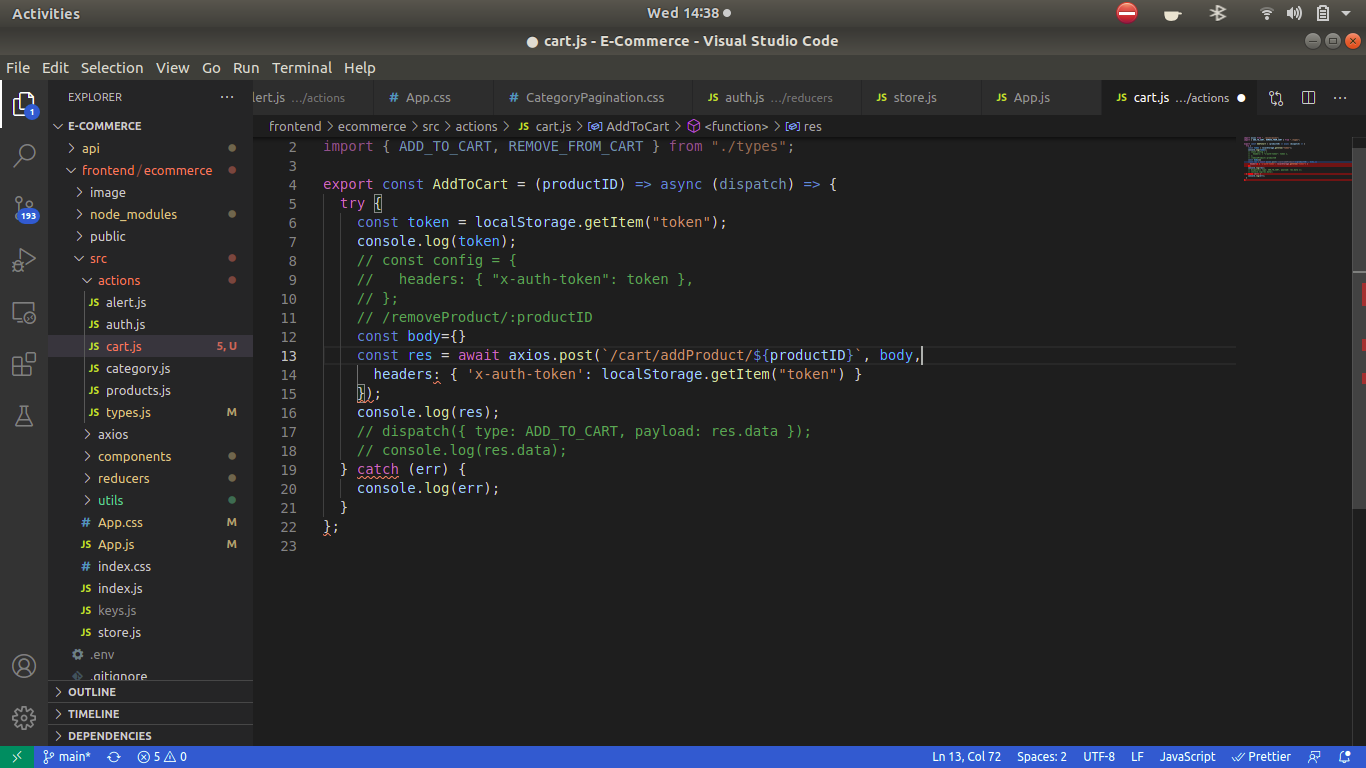 Activities
Wed 14:38
cart.js - E-Commerce - Visual Studio Code
File Edit Selection View Go Run Terminal Help
EXPLORER
lert.js .../actions
# App.css
# CategoryPagination.css
JS auth.js .../reducers
JS store.js
JS App.js
JS cart.js .../actions
frontend > ecommerce > src > actions > JS cart.js > AddToCart > <function> > res
1
193
E-COMMERCE
api
frontend / ecommerce
image
node_modules
public
src
actions
JS alert.js
JS auth.js
JS cart.js 5, U
JS category.js
JS products.js
JS types.js M
axios
components
reducers
utils
# App.css M
JS App.js M
# index.css
JS index.js
JS keys.js
JS store.js
.env
.gitignore
OUTLINE
TIMELINE
DEPENDENCIES
2 import { ADD_TO_CART, REMOVE_FROM_CART } from "./types";
3
4 export const AddToCart = (productID) => async (dispatch) => {
5 try {
6 const token = localStorage.getItem("token");
7 console.log(token);
8 // const config = {
9 //   headers: { "x-auth-token": token },
10 // };
11 // /removeProduct/:productID
12 const body={}
13 const res = await axios.post(`/cart/addProduct/${productID}`, body,
14 headers: { 'x-auth-token': localStorage.getItem("token") }
15 });
16 console.log(res);
17 // dispatch({ type: ADD_TO_CART, payload: res.data });
18 // console.log(res.data);
19 } catch (err) {
20 console.log(err);
21 }
22 };
23
main* 5 0 Ln 13, Col 72 Spaces: 2 UTF-8 LF JavaScript Prettier